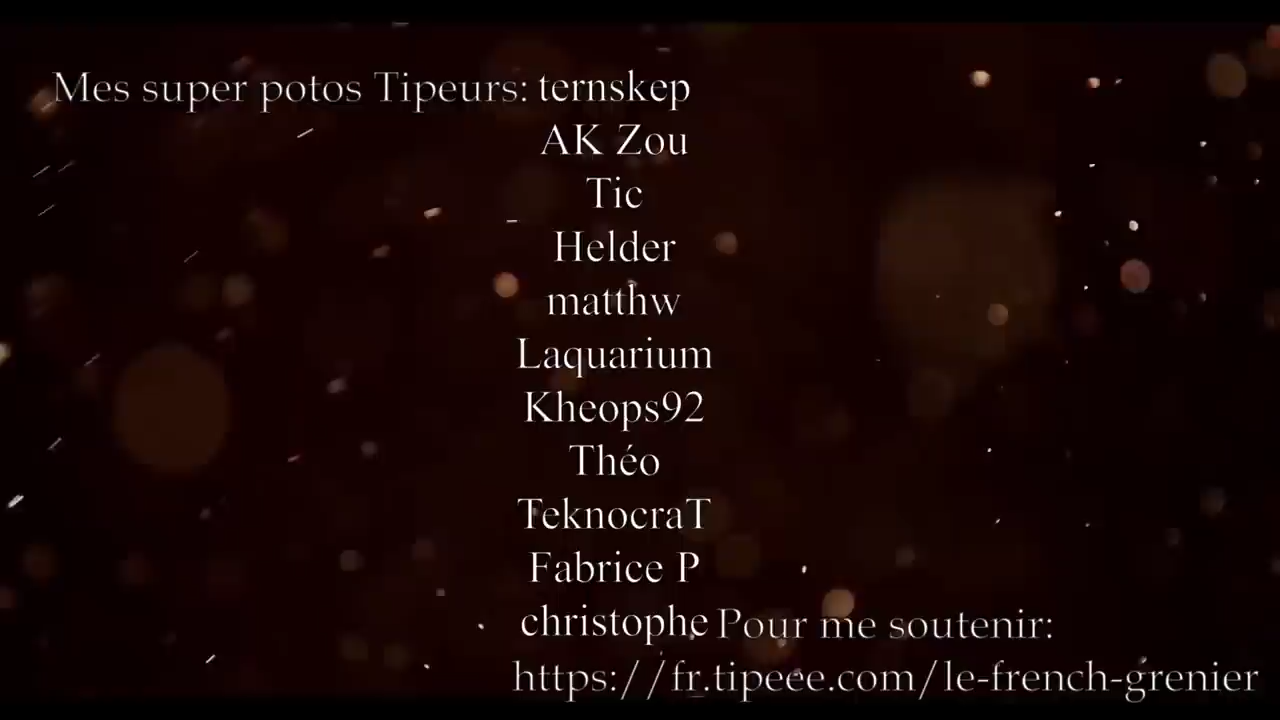 Mes super potos Tipeurs: ternskep
AK Zou
Tic
Helder
matthw
Laquarium
Kheops92
Théo
TeknocraT
Fabrice P
christophe Pour me soutenir:
https://fr.tipeee.com/le-french-grenier